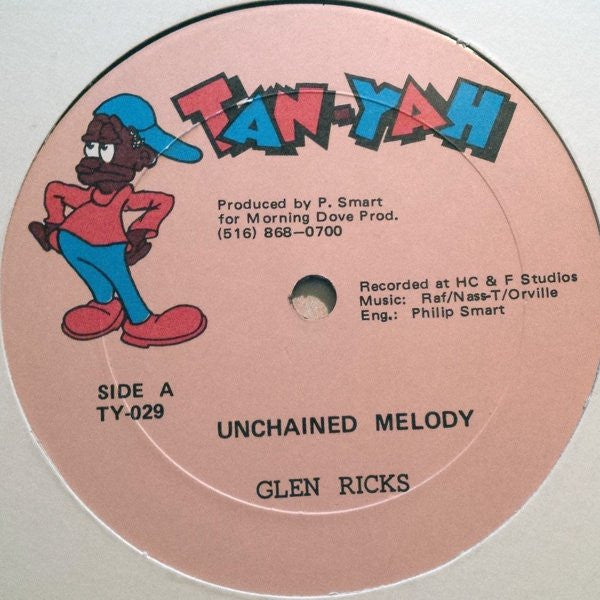 TAN-YAH
Produced by P. Smart
for Morning Dove Prod.
(516) 868-0700
Recorded at HC & F Studios
Music: Raf/Nass-T/Orville
Eng.: Philip Smart
SIDE A
TY-029
UNCHAINED MELODY
GLEN RICKS